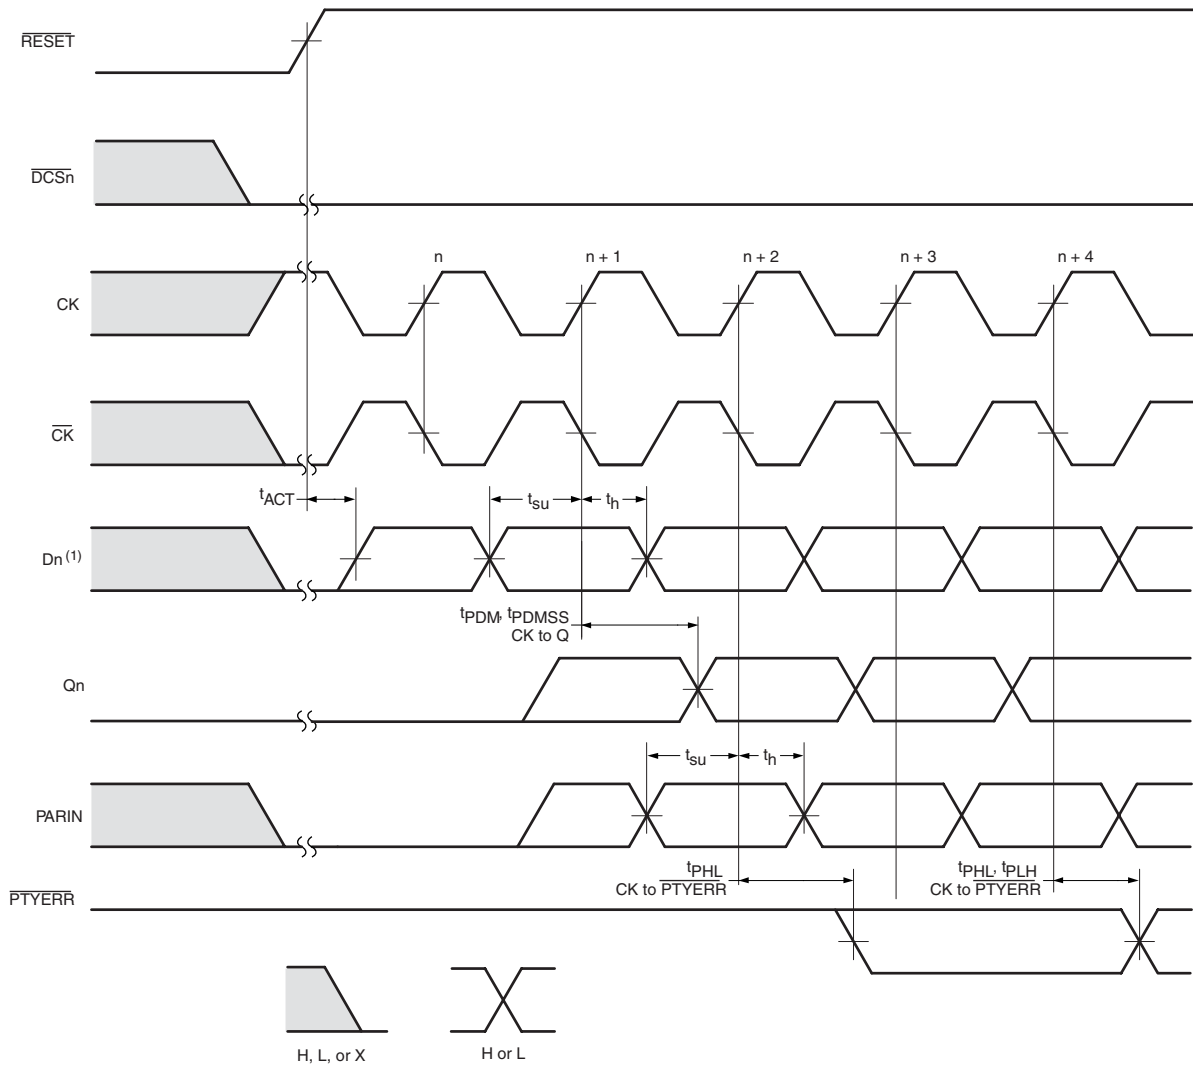 RESET
DCSn
n n + 1 n + 2 n + 3 n + 4
CK
CK
tACT tsu th
Dn(1)
tPDM, tPDMSS
CK to Q
Qn
tsu th
PARIN
tPHL
CK to PTYERR
tPHL, tPLH
CK to PTYERR
PTYERR
H, L, or X
H or L